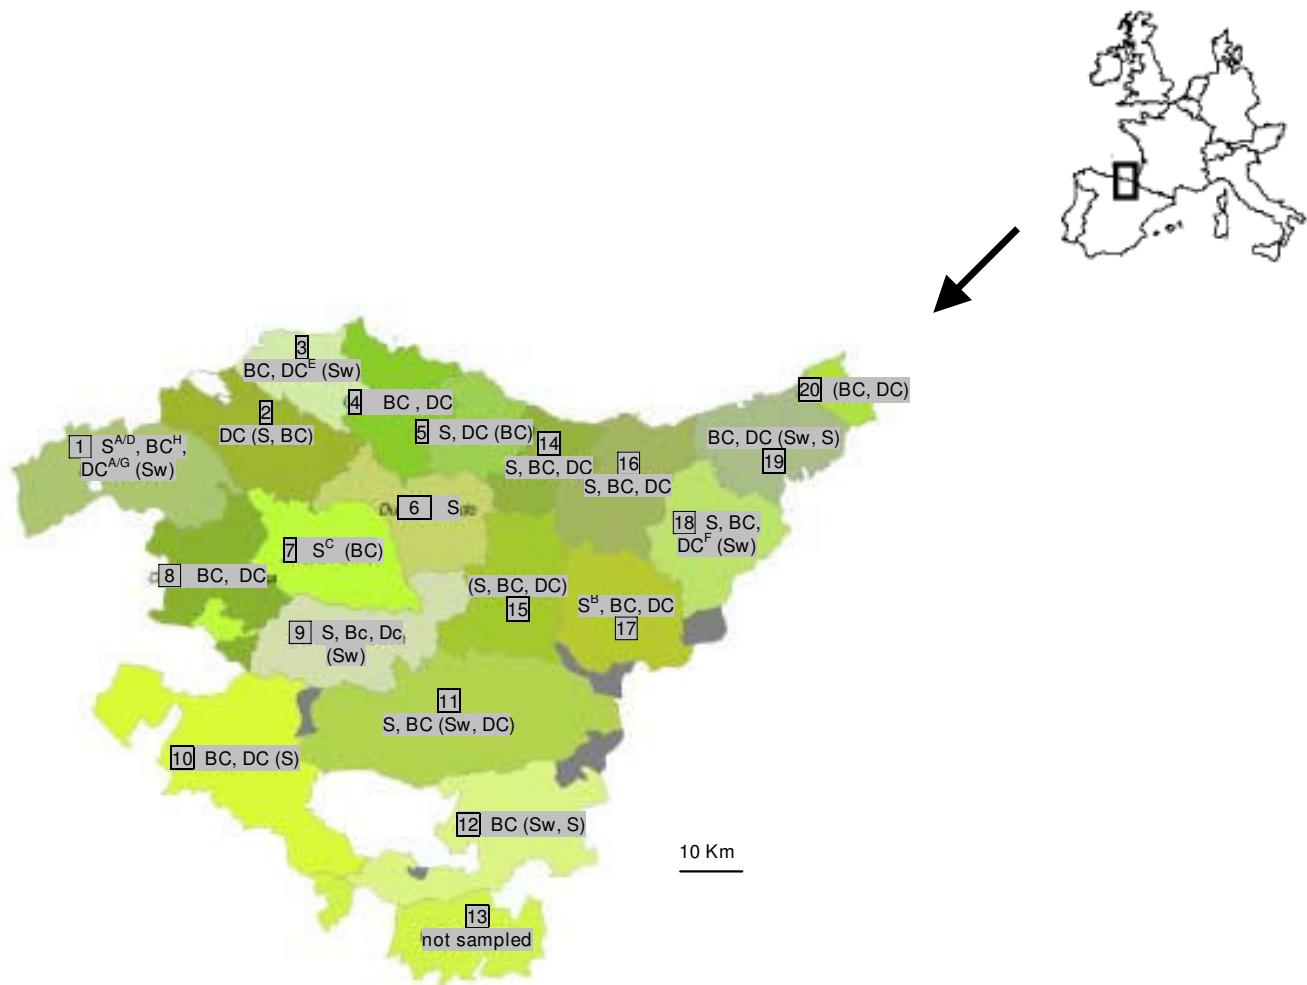 3
BC, DC^E (Sw)
20 (BC, DC)
4 BC , DC
2
DC (S, BC)
5 S, DC (BC)
1 S^A/D, BC^H,
DC^A/G (Sw)
14
S, BC, DC
BC, DC (Sw, S)
19
16
S, BC, DC
6 S
18 S, BC,
DC^F (Sw)
7 S^C (BC)
8 BC, DC
(S, BC, DC)
15
S^B, BC, DC
17
9 S, Bc, Dc,
(Sw)
11
S, BC (Sw, DC)
10 BC, DC (S)
12 BC (Sw, S)
10 Km
13
not sampled